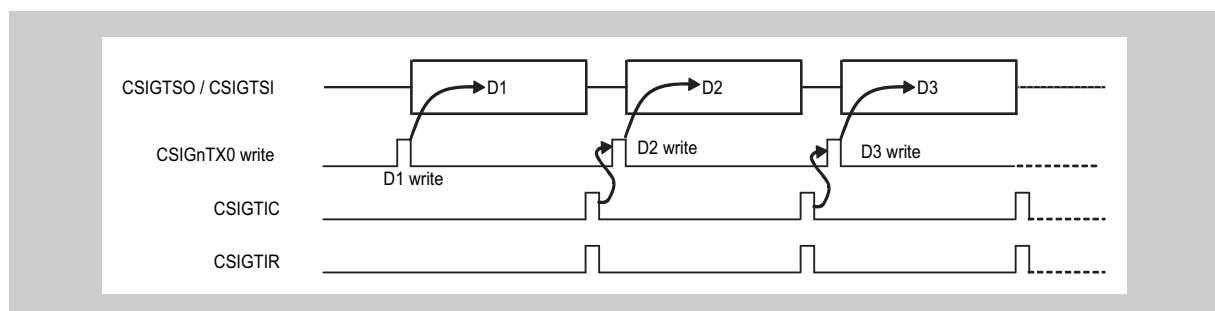 CSIGTSO / CSIGTSI
D1
D2
D3
CSIGnTX0 write
D1 write
D2 write
D3 write
CSIGTIC
CSIGTIR